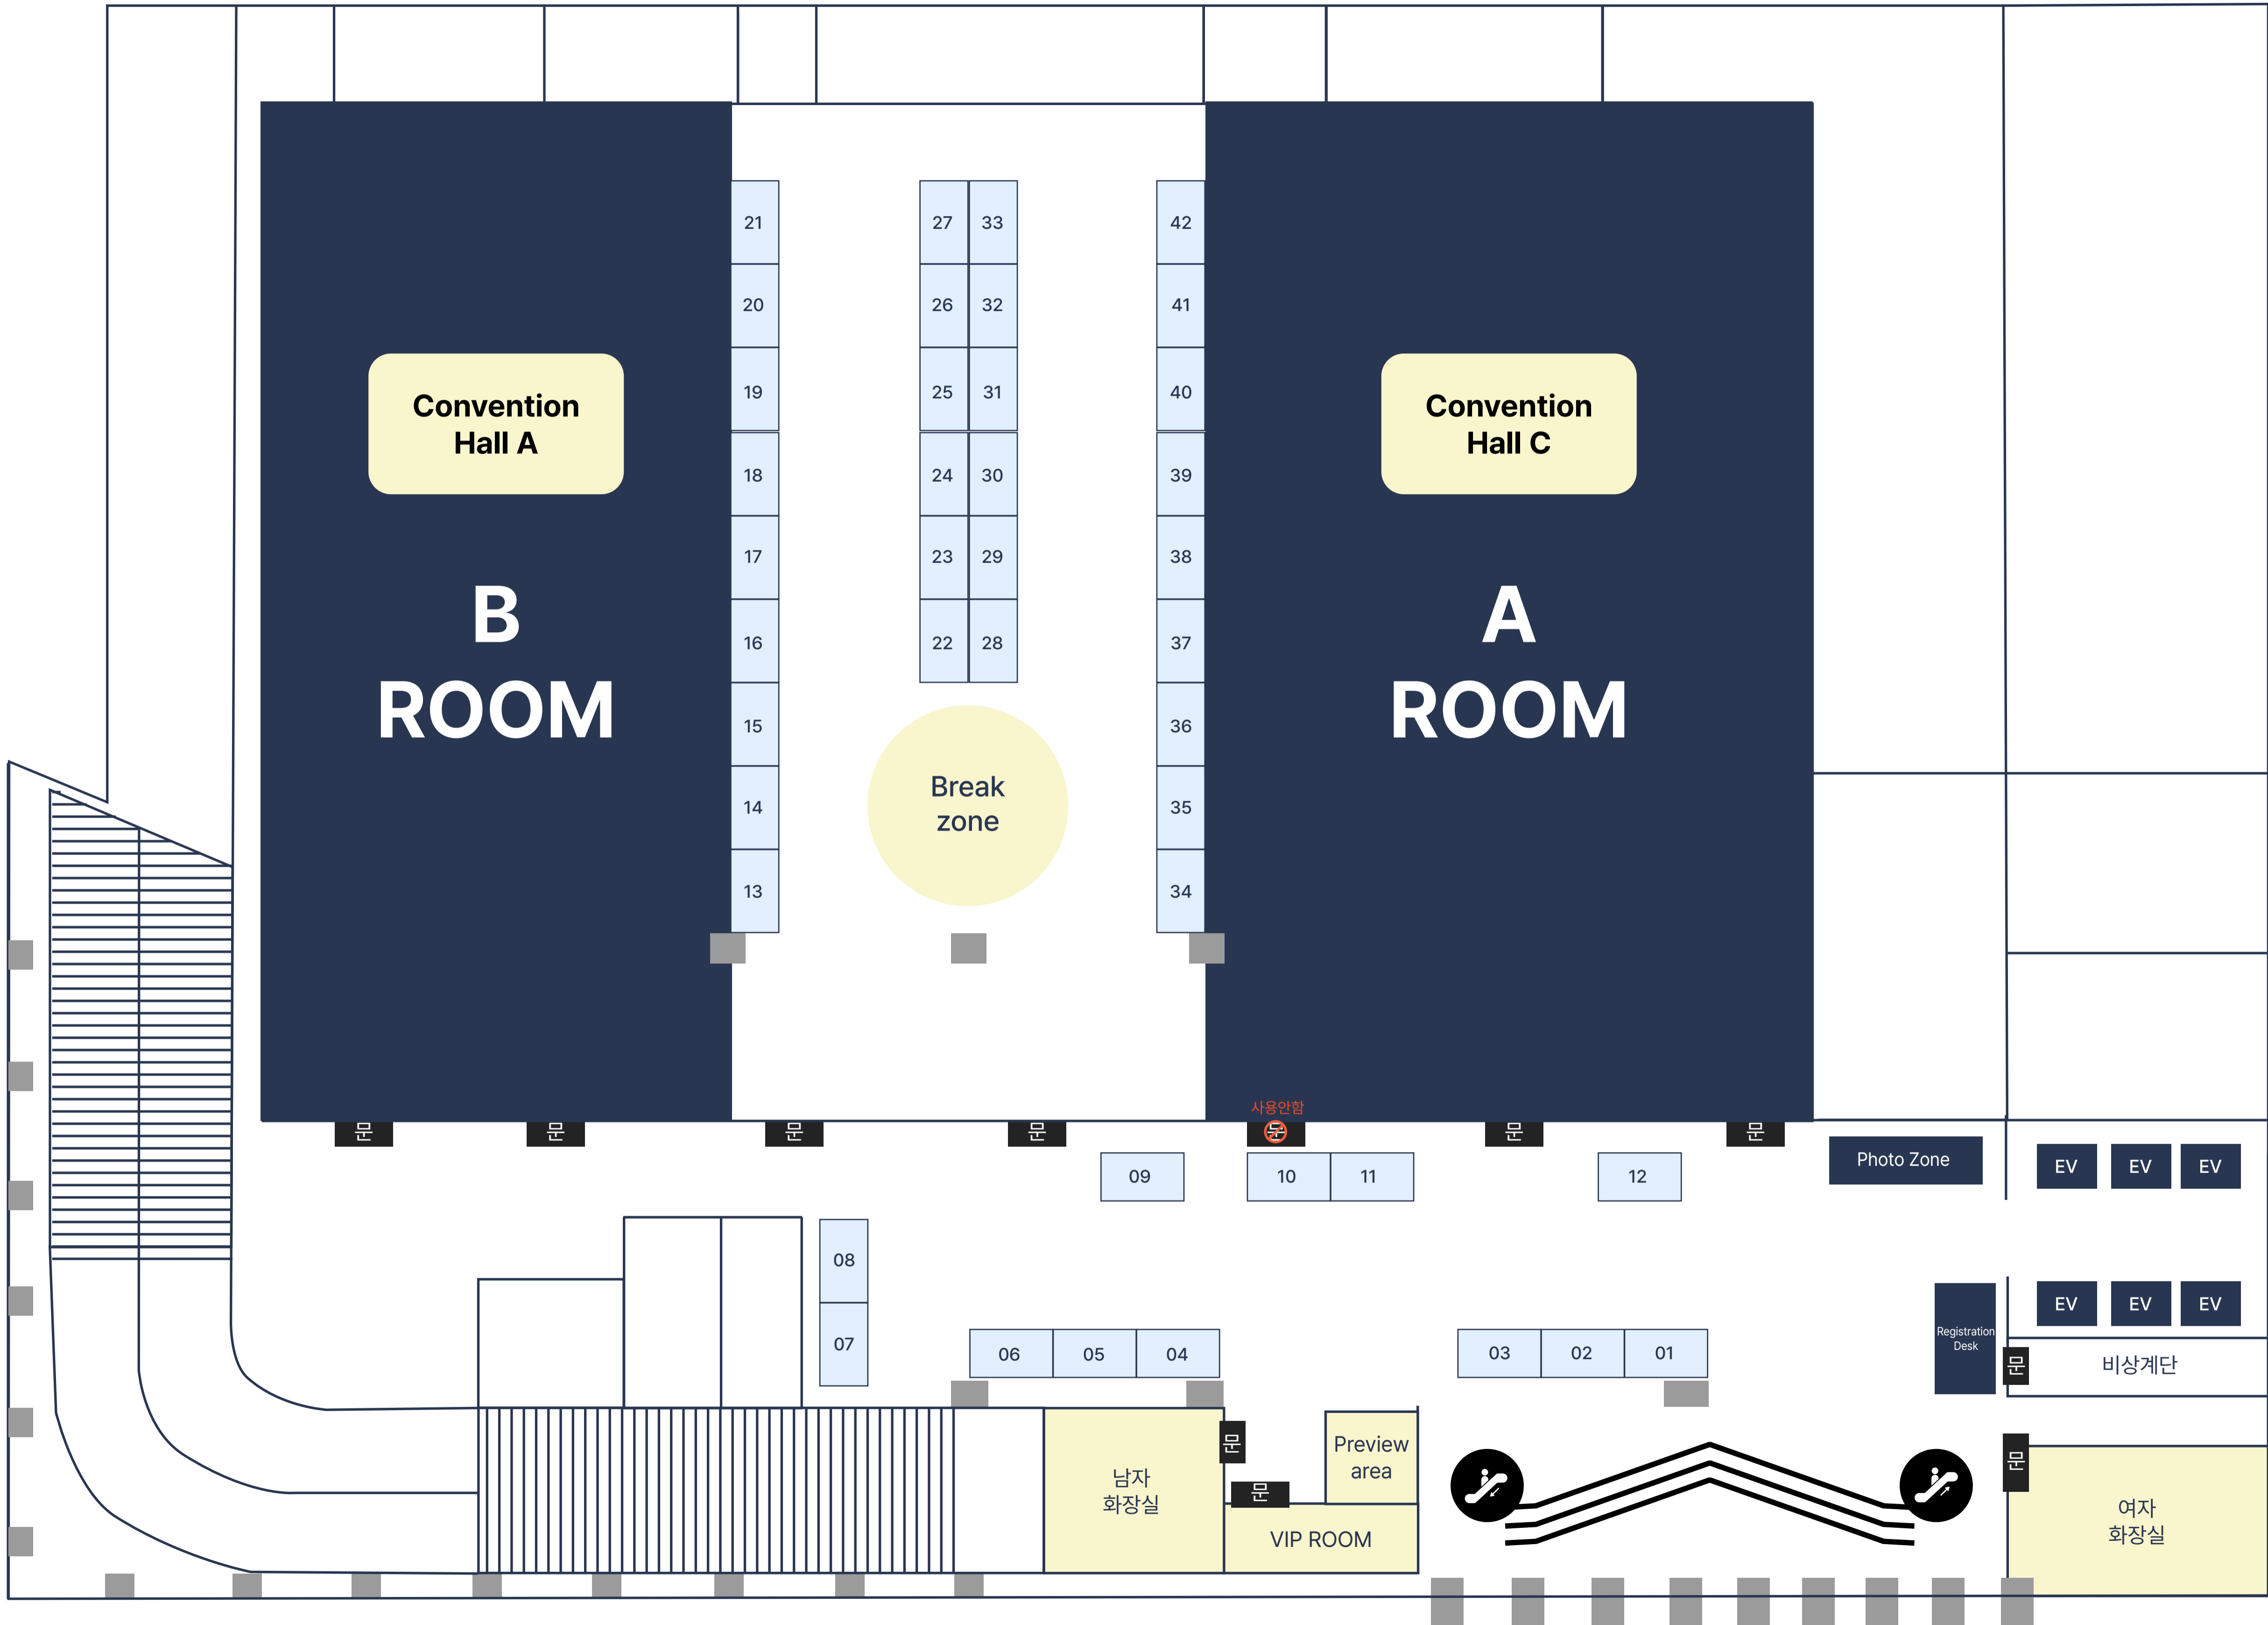 21
27
33
42
20
26
32
41
19
25
31
40
Convention
Hall A
Convention
Hall C
18
24
30
39
17
23
29
38
B
ROOM
A
ROOM
16
22
28
37
15
36
Break
zone
14
35
13
34
사용안함
문
문
문
문
문
문
문
09
10
11
12
Photo Zone
EV
EV
EV
08
07
06
05
04
03
02
01
Registration
Desk
EV
EV
EV
문
비상계단
남자
화장실
문
문
Preview
area
VIP ROOM
문
여자
화장실